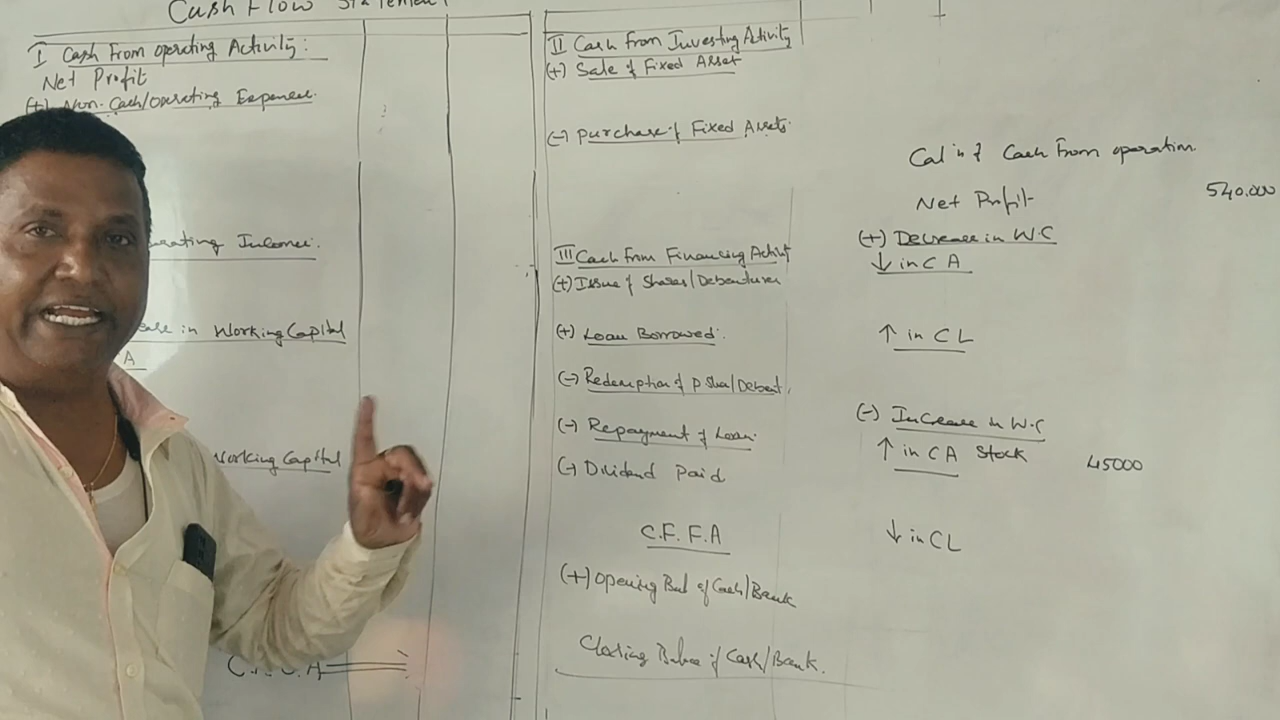 Cash Flow Statement
I Cash From operating Activity:
Net Profit
(+) Non-Cash/operating Expenses.
erating Income.
ease in Working Capital
A
Working Capital
II Cash From Investing Activity
(+) Sale of Fixed Asset
(-) Purchase of Fixed Assets.
III Cash From Financing Activit
(+) Issue of Shares/Debentures
(+) Loan Borrowed.
(-) Redemption of P Sha/Debent.
(-) Repayment of Loan.
(-) Dividend Paid
C.F.F.A
(+) Opening Bal of Cash/Bank
Closing Balance of Cash/Bank.
Cal'n of Cash From operation.
Net Profit 540,000
(+) Decrease in W.C
↓ in C A
↑ in CL
(-) Increase in W.C
↑ in CA Stock 45000
↓ in CL